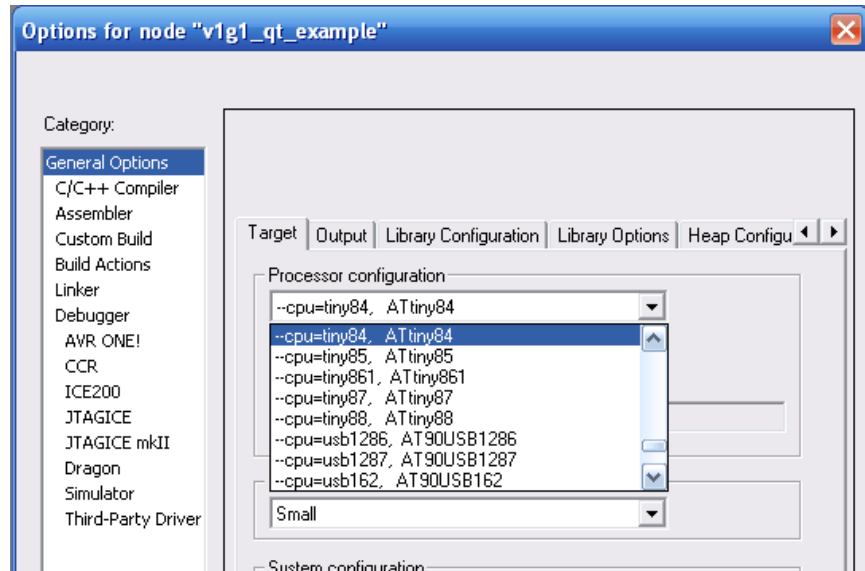 Options for node "v1g1_qt_example"
Category:
General Options
C/C++ Compiler
Assembler
Custom Build
Build Actions
Linker
Debugger
AVR ONE!
CCR
ICE200
JTAGICE
JTAGICE mkII
Dragon
Simulator
Third-Party Driver
Target Output Library Configuration Library Options Heap Configu
Processor configuration
--cpu=tiny84, ATtiny84
--cpu=tiny84, ATtiny84
--cpu=tiny85, ATtiny85
--cpu=tiny861, ATtiny861
--cpu=tiny87, ATtiny87
--cpu=tiny88, ATtiny88
--cpu=usb1286, AT90USB1286
--cpu=usb1287, AT90USB1287
--cpu=usb162, AT90USB162
Small
System configuration